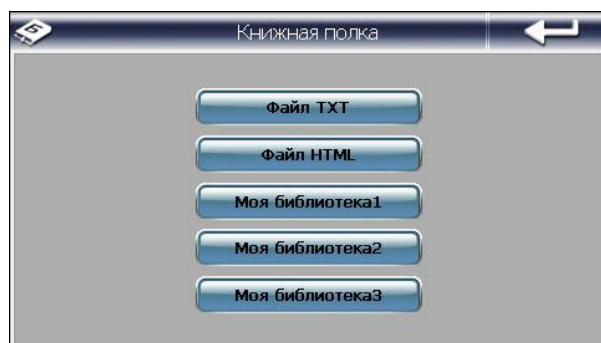 Книжная полка
Файл TXT
Файл HTML
Моя библиотека1
Моя библиотека2
Моя библиотека3